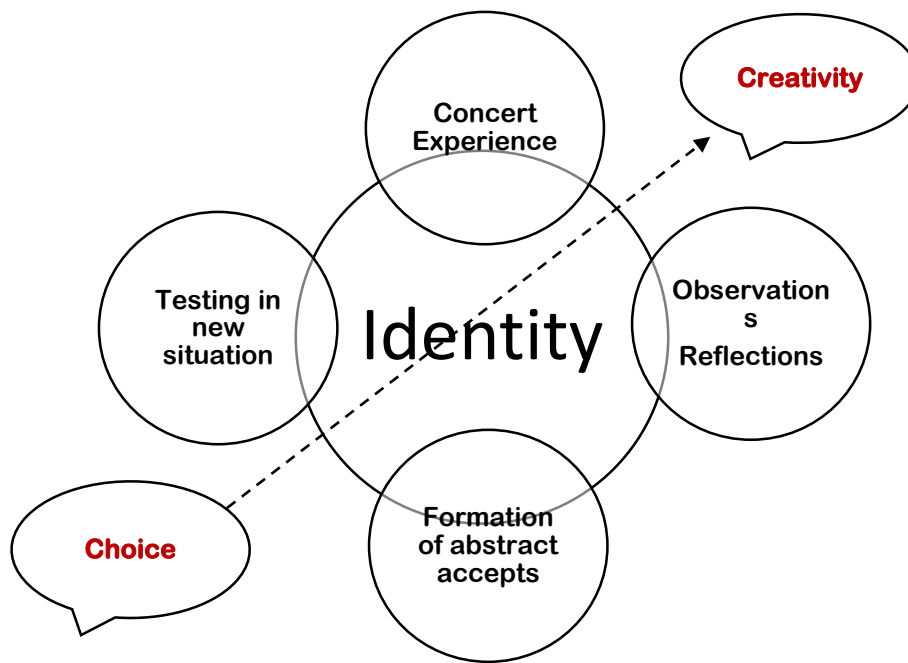 Concert
Experience
Creativity
Testing in
new
situation
Identity
Observation
s
Reflections
Choice
Formation
of abstract
accepts